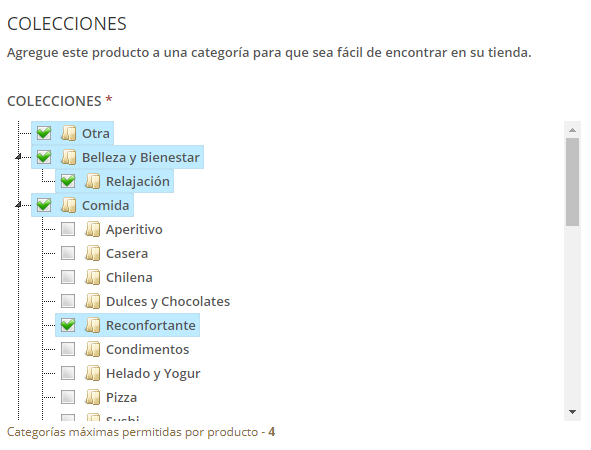 COLECCIONES
Agregue este producto a una categoría para que sea fácil de encontrar en su tienda.
COLECCIONES *
Otra
Belleza y Bienestar
Relajación
Comida
Aperitivo
Casera
Chilena
Dulces y Chocolates
Reconfortante
Condimentos
Helado y Yogur
Pizza
Sushi
Categorías máximas permitidas por producto - 4